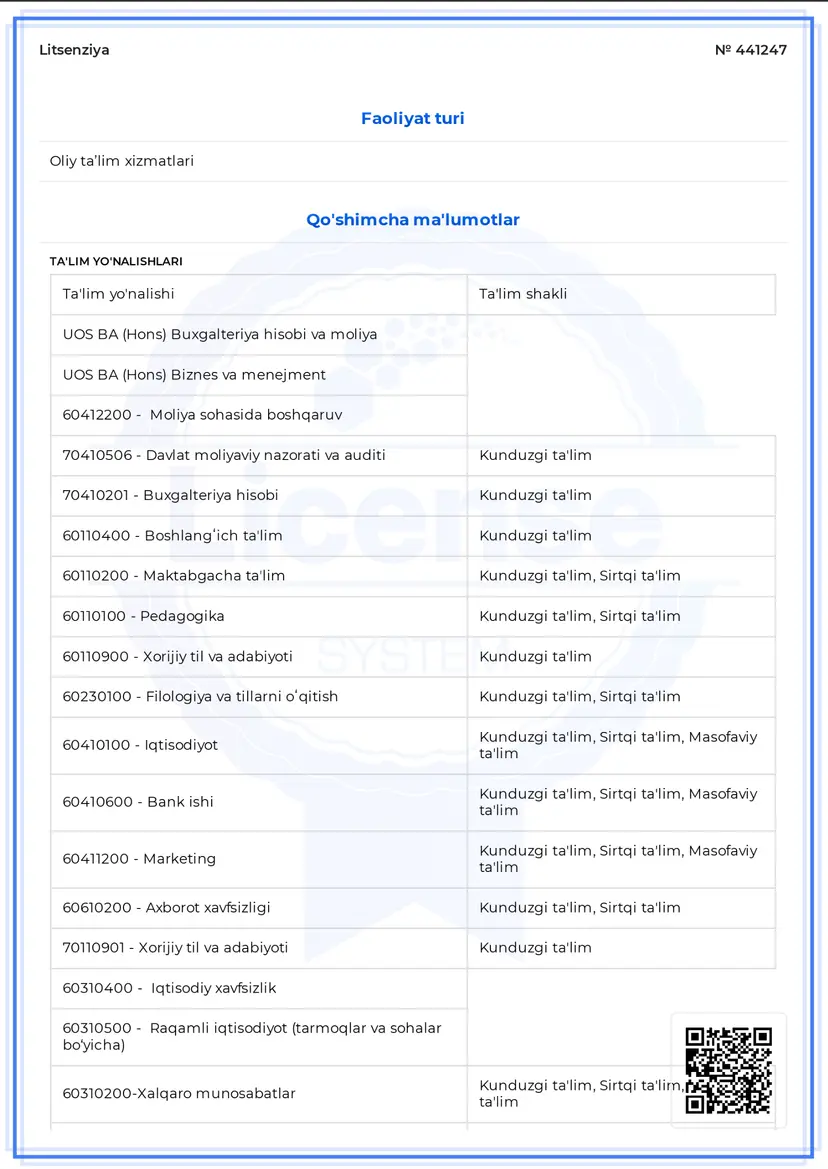 Litsenziya
№ 441247
Faoliyat turi
Oliy ta’lim xizmatlari
Qo'shimcha ma'lumotlar
TA'LIM YO'NALISHLARI
Ta'lim yo'nalishi
Ta'lim shakli
UOS BA (Hons) Buxgalteriya hisobi va moliya
UOS BA (Hons) Biznes va menejment
60412200 -  Moliya sohasida boshqaruv
70410506 - Davlat moliyaviy nazorati va auditi
Kunduzgi ta'lim
70410201 - Buxgalteriya hisobi
Kunduzgi ta'lim
60110400 - Boshlangʻich ta'lim
Kunduzgi ta'lim
60110200 - Maktabgacha ta'lim
Kunduzgi ta'lim, Sirtqi ta'lim
60110100 - Pedagogika
Kunduzgi ta'lim, Sirtqi ta'lim
60110900 - Xorijiy til va adabiyoti
Kunduzgi ta'lim
60230100 - Filologiya va tillarni oʻqitish
Kunduzgi ta'lim, Sirtqi ta'lim
60410100 - Iqtisodiyot
Kunduzgi ta'lim, Sirtqi ta'lim, Masofaviy
ta'lim
60410600 - Bank ishi
Kunduzgi ta'lim, Sirtqi ta'lim, Masofaviy
ta'lim
60411200 - Marketing
Kunduzgi ta'lim, Sirtqi ta'lim, Masofaviy
ta'lim
60610200 - Axborot xavfsizligi
Kunduzgi ta'lim, Sirtqi ta'lim
70110901 - Xorijiy til va adabiyoti
Kunduzgi ta'lim
60310400 -  Iqtisodiy xavfsizlik
60310500 -  Raqamli iqtisodiyot (tarmoqlar va sohalar
bo‘yicha)
60310200-Xalqaro munosabatlar
Kunduzgi ta'lim, Sirtqi ta'lim,
ta'lim
License
SYSTEM